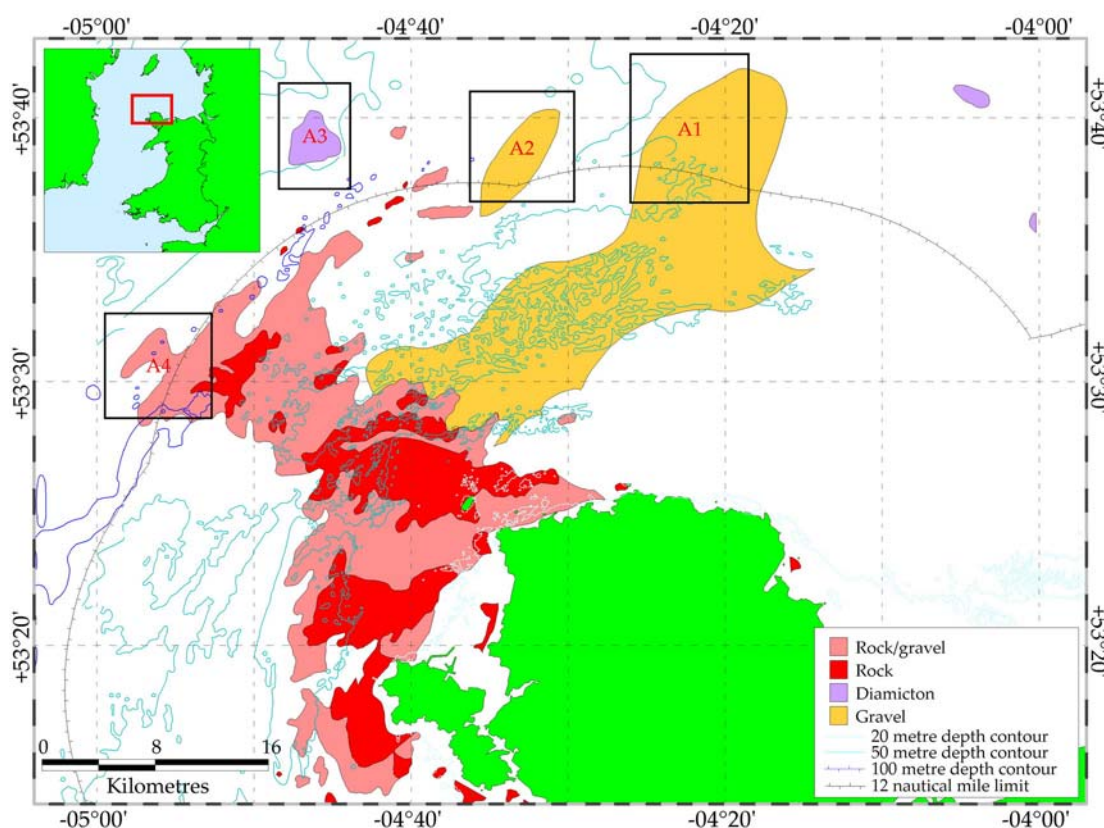 -05°00' -04°40' -04°20' -04°00'
+53°40' A3 A2 A1 +53°40'
+53°30' A4 +53°30'
+53°20' +53°20'
Rock/gravel
Rock
Diamicton
Gravel
20 metre depth contour
50 metre depth contour
100 metre depth contour
12 nautical mile limit
0 8 16
Kilometres
-05°00' -04°40' -04°20' -04°00'